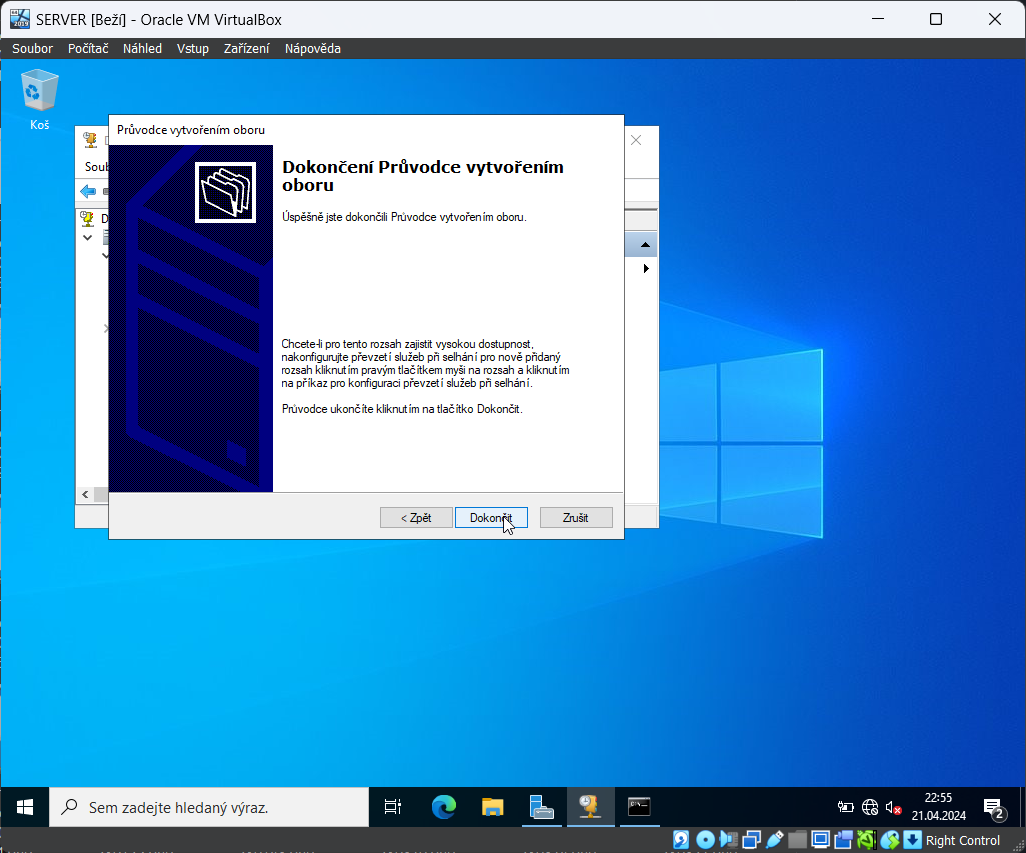 SERVER [Beží] - Oracle VM VirtualBox
Soubor Počítač Náhled Vstup Zařízení Nápověda
Koš
Průvodce vytvořením oboru
Dokončení Průvodce vytvořením
oboru
Úspěšně jste dokončili Průvodce vytvořením oboru.
Chcete-li pro tento rozsah zajistit vysokou dostupnost,
nakonfigurujte převzetí služeb při selhání pro nově přidaný
rozsah kliknutím pravým tlačítkem myši na rozsah a kliknutím
na příkaz pro konfiguraci převzetí služeb při selhání.
Průvodce ukončíte kliknutím na tlačítko Dokončit.
< Zpět Dokončit Zrušit
Sem zadejte hledaný výraz.
22:55
21.04.2024
2
Right Control